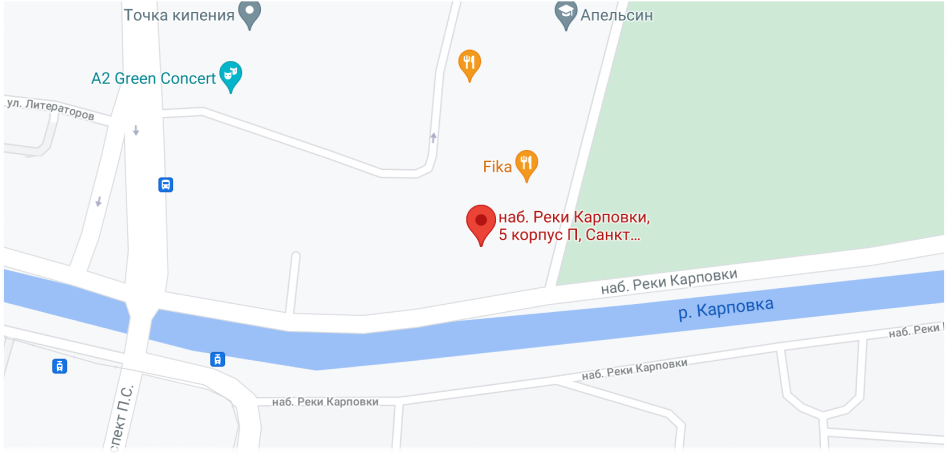 Точка кипения
Апельсин
A2 Green Concert
ул. Литераторов
Fika
наб. Реки Карповки,
5 корпус П, Санкт...
наб. Реки Карповки
р. Карповка
наб. Реки
наб. Реки Карповки
наб. Реки Карповки
спект П.С.